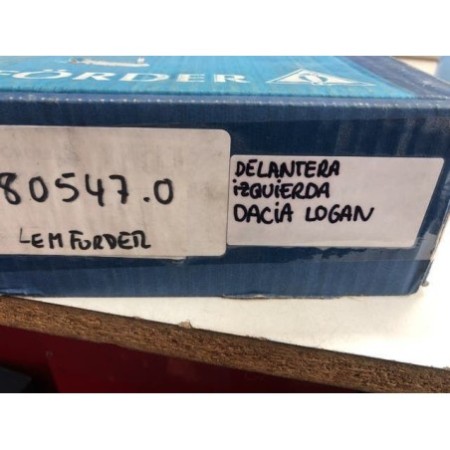 FÖRDER
80547.0
LEMFORDER
DELANTERA
iZQUiERDA
DACiA LOGAN